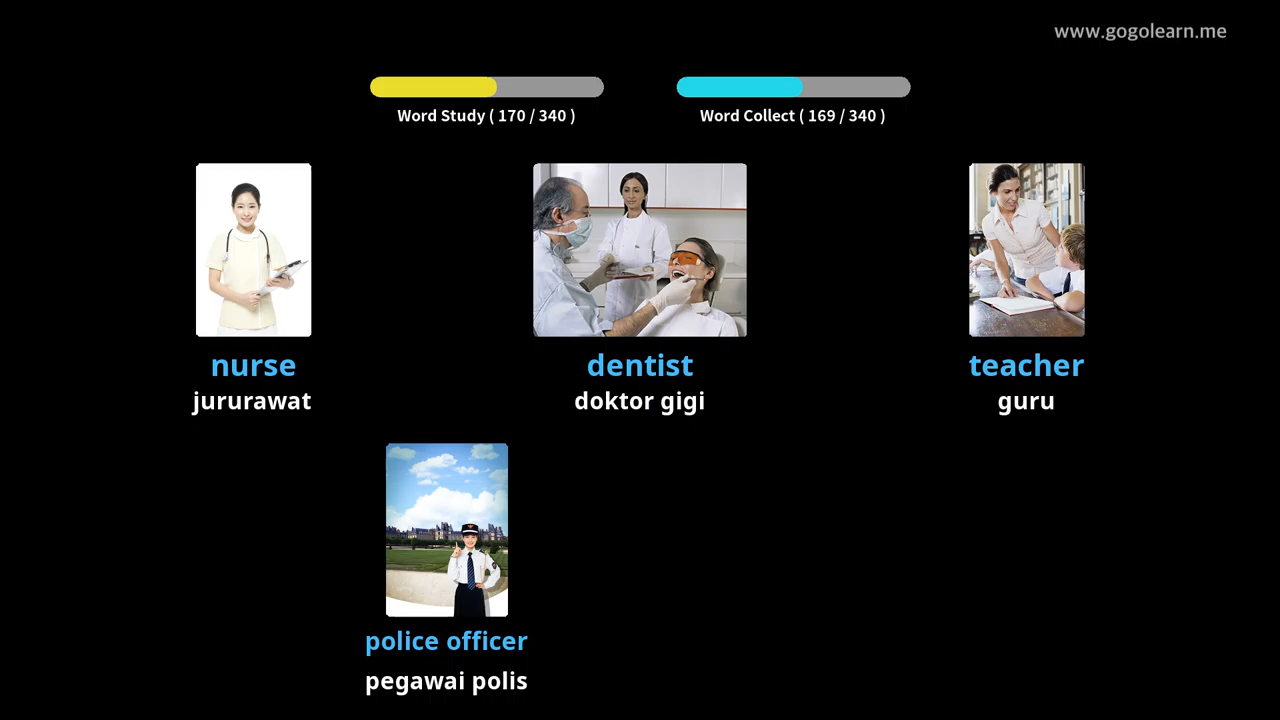 www.gogolearn.me
Word Study ( 170 / 340 )
Word Collect ( 169 / 340 )
nurse
jururawat
dentist
doktor gigi
teacher
guru
police officer
pegawai polis